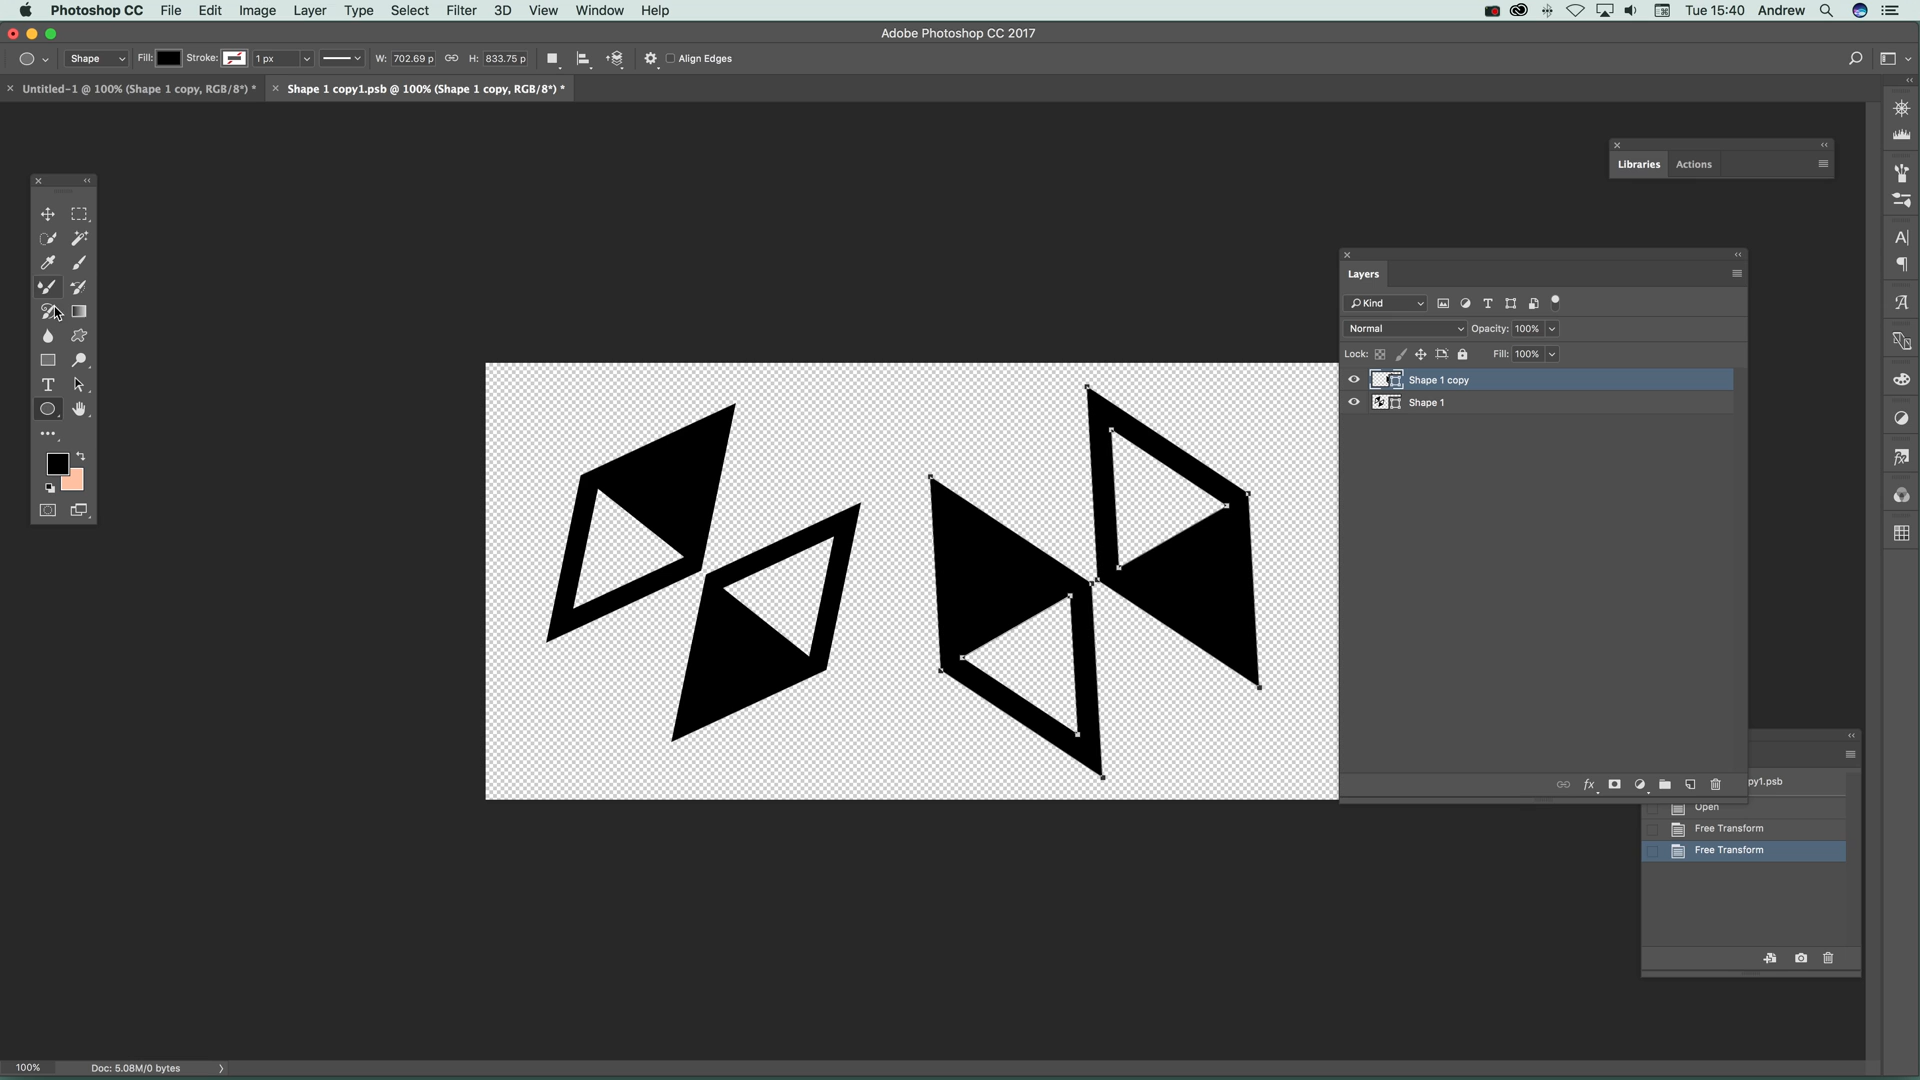 Photoshop CC File Edit Image Layer Type Select Filter 3D View Window Help Tue 15:40 Andrew
Adobe Photoshop CC 2017
Shape Fill: Stroke: 1 px W: 702.69 p H: 833.75 p Align Edges
Untitled-1 @ 100% (Shape 1 copy, RGB/8*) * Shape 1 copy1.psb @ 100% (Shape 1 copy, RGB/8*) *
Libraries Actions
Layers
Kind
Normal Opacity: 100%
Lock: Fill: 100%
Shape 1 copy
Shape 1
fx
py1.psb
Open
Free Transform
Free Transform
100% Doc: 5.08M/0 bytes